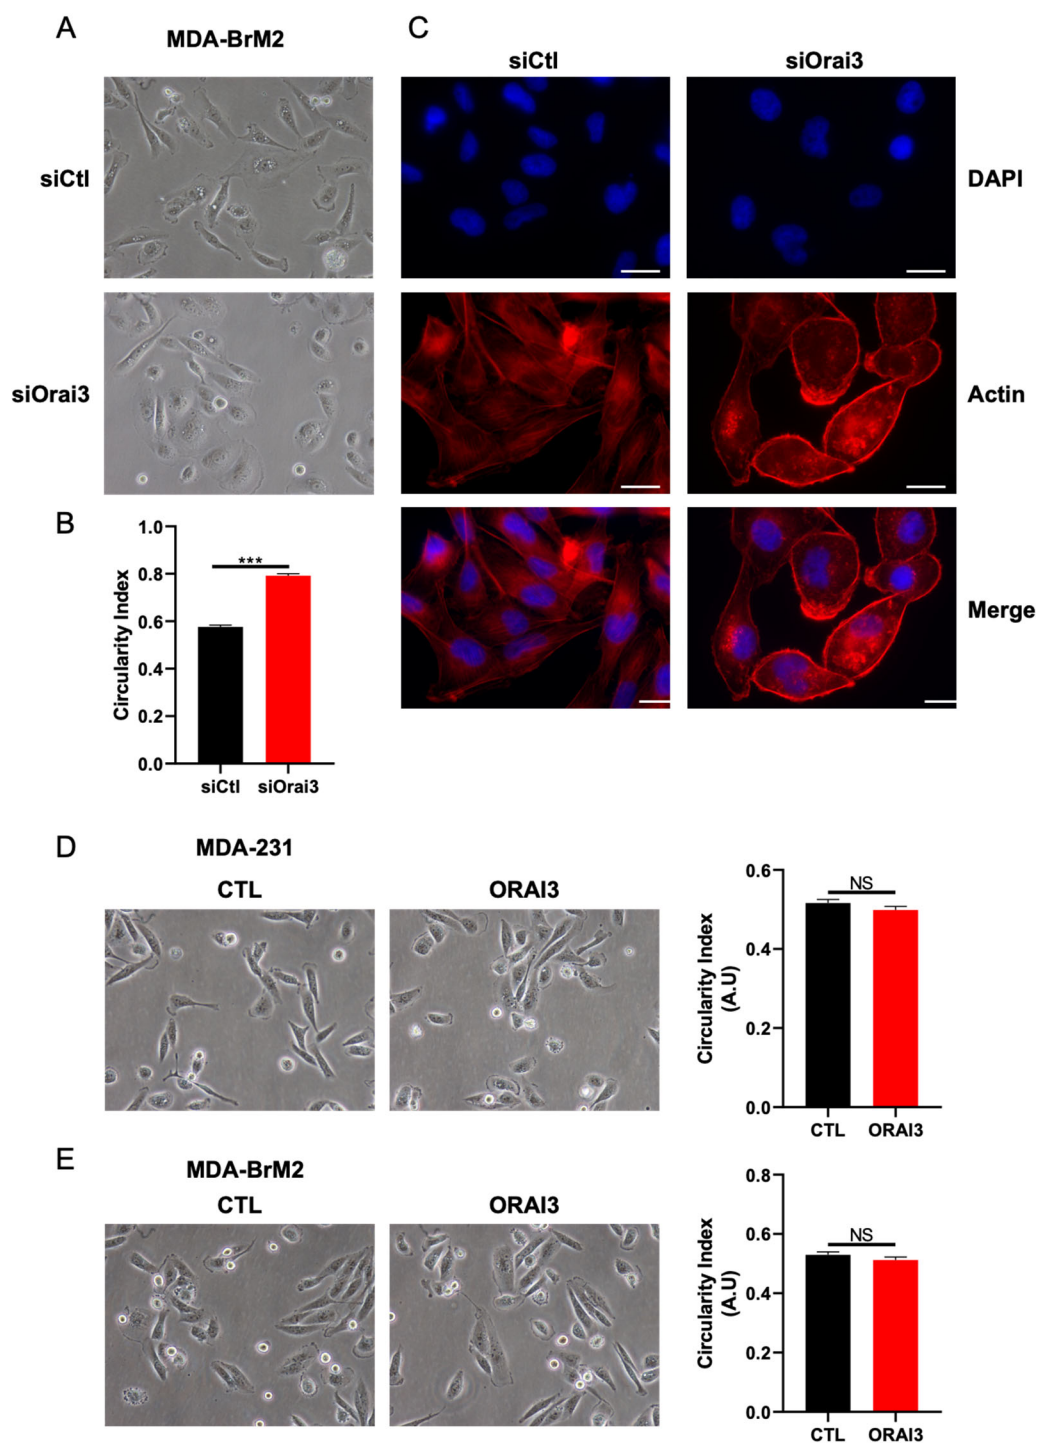 A
MDA-BrM2
siCtl
siOrai3
B
1.0
0.8
0.6
0.4
0.2
0.0
Circularity Index
***
siCtl
siOrai3
C
siCtl
siOrai3
DAPI
Actin
Merge
D
MDA-231
CTL
ORAI3
0.6
0.4
0.2
0.0
Circularity Index
(A.U)
NS
CTL
ORAI3
E
MDA-BrM2
CTL
ORAI3
0.8
0.6
0.4
0.2
0.0
Circularity Index
(A.U)
NS
CTL
ORAI3